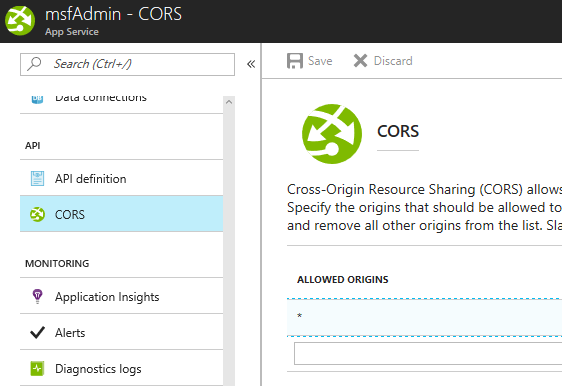 msfAdmin - CORS
App Service
Search (Ctrl+/)
«
Data connections
API
API definition
CORS
MONITORING
Application Insights
Alerts
Diagnostics logs
Save
Discard
CORS
Cross-Origin Resource Sharing (CORS) allows
Specify the origins that should be allowed to
and remove all other origins from the list. Sla
ALLOWED ORIGINS
*